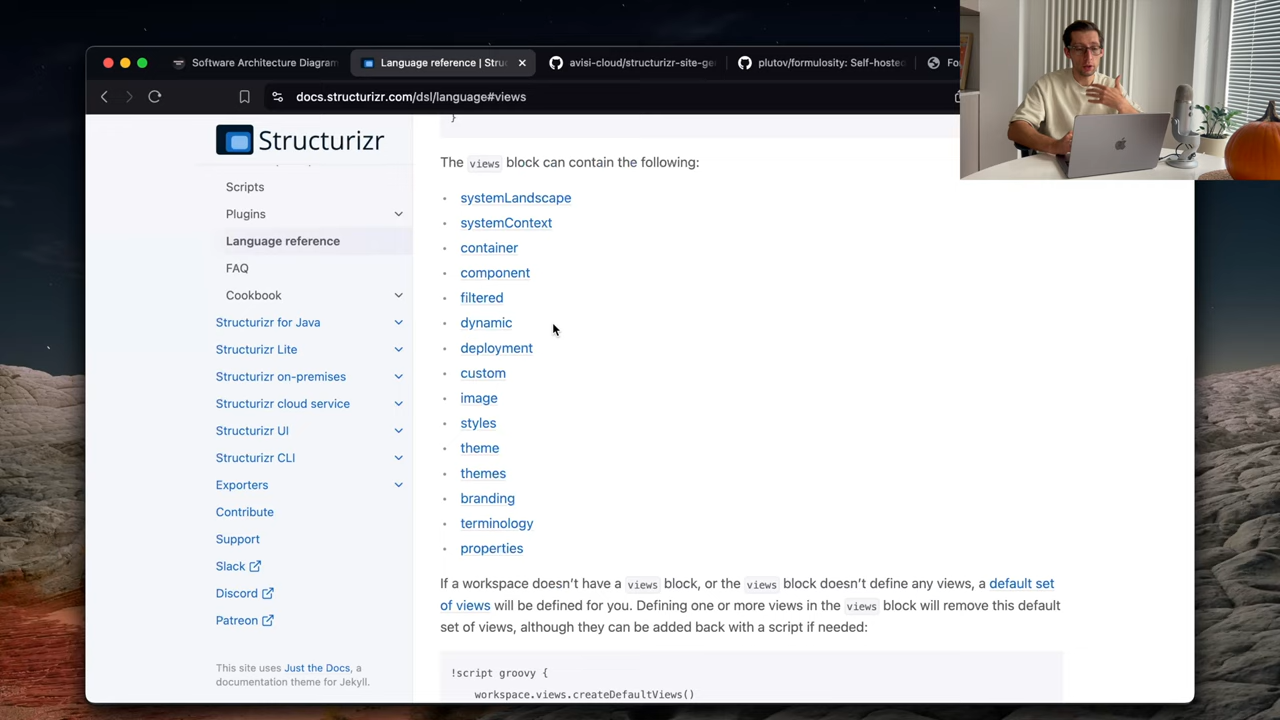 Software Architecture Diagram
Language reference | Struc
avisi-cloud/structurizr-site-ge
plutov/formulosity: Self-hosted
For
docs.structurizr.com/dsl/language#views
Structurizr
Scripts
Plugins
Language reference
FAQ
Cookbook
Structurizr for Java
Structurizr Lite
Structurizr on-premises
Structurizr cloud service
Structurizr UI
Structurizr CLI
Exporters
Contribute
Support
Slack
Discord
Patreon
This site uses Just the Docs, a
documentation theme for Jekyll.
}
The views block can contain the following:
systemLandscape
systemContext
container
component
filtered
dynamic
deployment
custom
image
styles
theme
themes
branding
terminology
properties
If a workspace doesn't have a views block, or the views block doesn't define any views, a default set
of views will be defined for you. Defining one or more views in the views block will remove this default
set of views, although they can be added back with a script if needed:
!script groovy {
workspace.views.createDefaultViews()